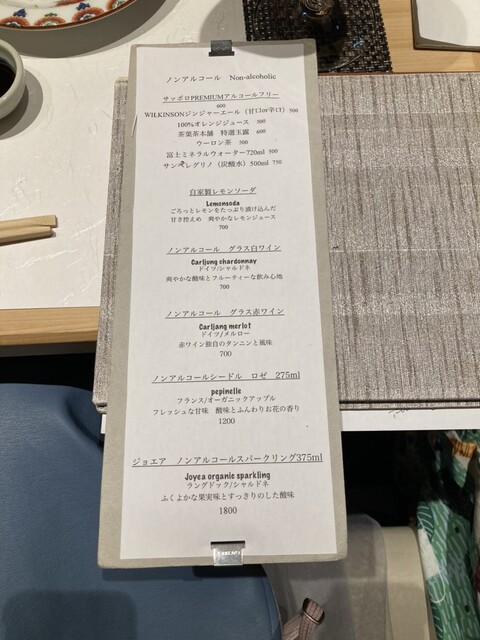 ノンアルコール Non-alcoholic
サッポロPREMIUMアルコールフリー
600
WILKINSONジンジャーエール（甘口or辛口）500
100%オレンジジュース 500
茶葉茶本舗 特選玉露 600
ウーロン茶 500
富士ミネラルウォーター720ml 500
サンペレグリノ（炭酸水）500ml 750
自家製レモンソーダ
Lemonsoda
ごろっとレモンをたっぷり漬け込んだ
甘さ控えめ 爽やかなレモンジュース
700
ノンアルコール グラス白ワイン
Carljung chardonnay
ドイツ/シャルドネ
爽やかな酸味とフルーティーな飲み心地
700
ノンアルコール グラス赤ワイン
Carljang merlot
ドイツ/メルロー
赤ワイン独自のタンニンと風味
700
ノンアルコールシードル ロゼ 275ml
pepinelle
フランス/オーガニックアップル
フレッシュな甘味 酸味とふんわりお花の香り
1200
ジョエア ノンアルコールスパークリング375ml
Joyea organic sparkling
ラングドック/シャルドネ
ふくよかな果実味とすっきりのした酸味
1800